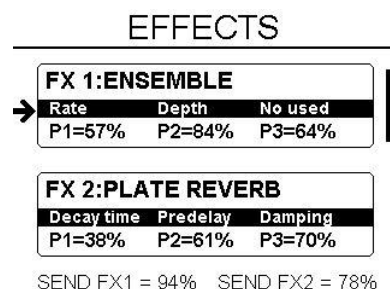 EFFECTS
FX 1:ENSEMBLE
Rate Depth No used
P1=57% P2=84% P3=64%
FX 2:PLATE REVERB
Decay time Predelay Damping
P1=38% P2=61% P3=70%
SEND FX1 = 94% SEND FX2 = 78%